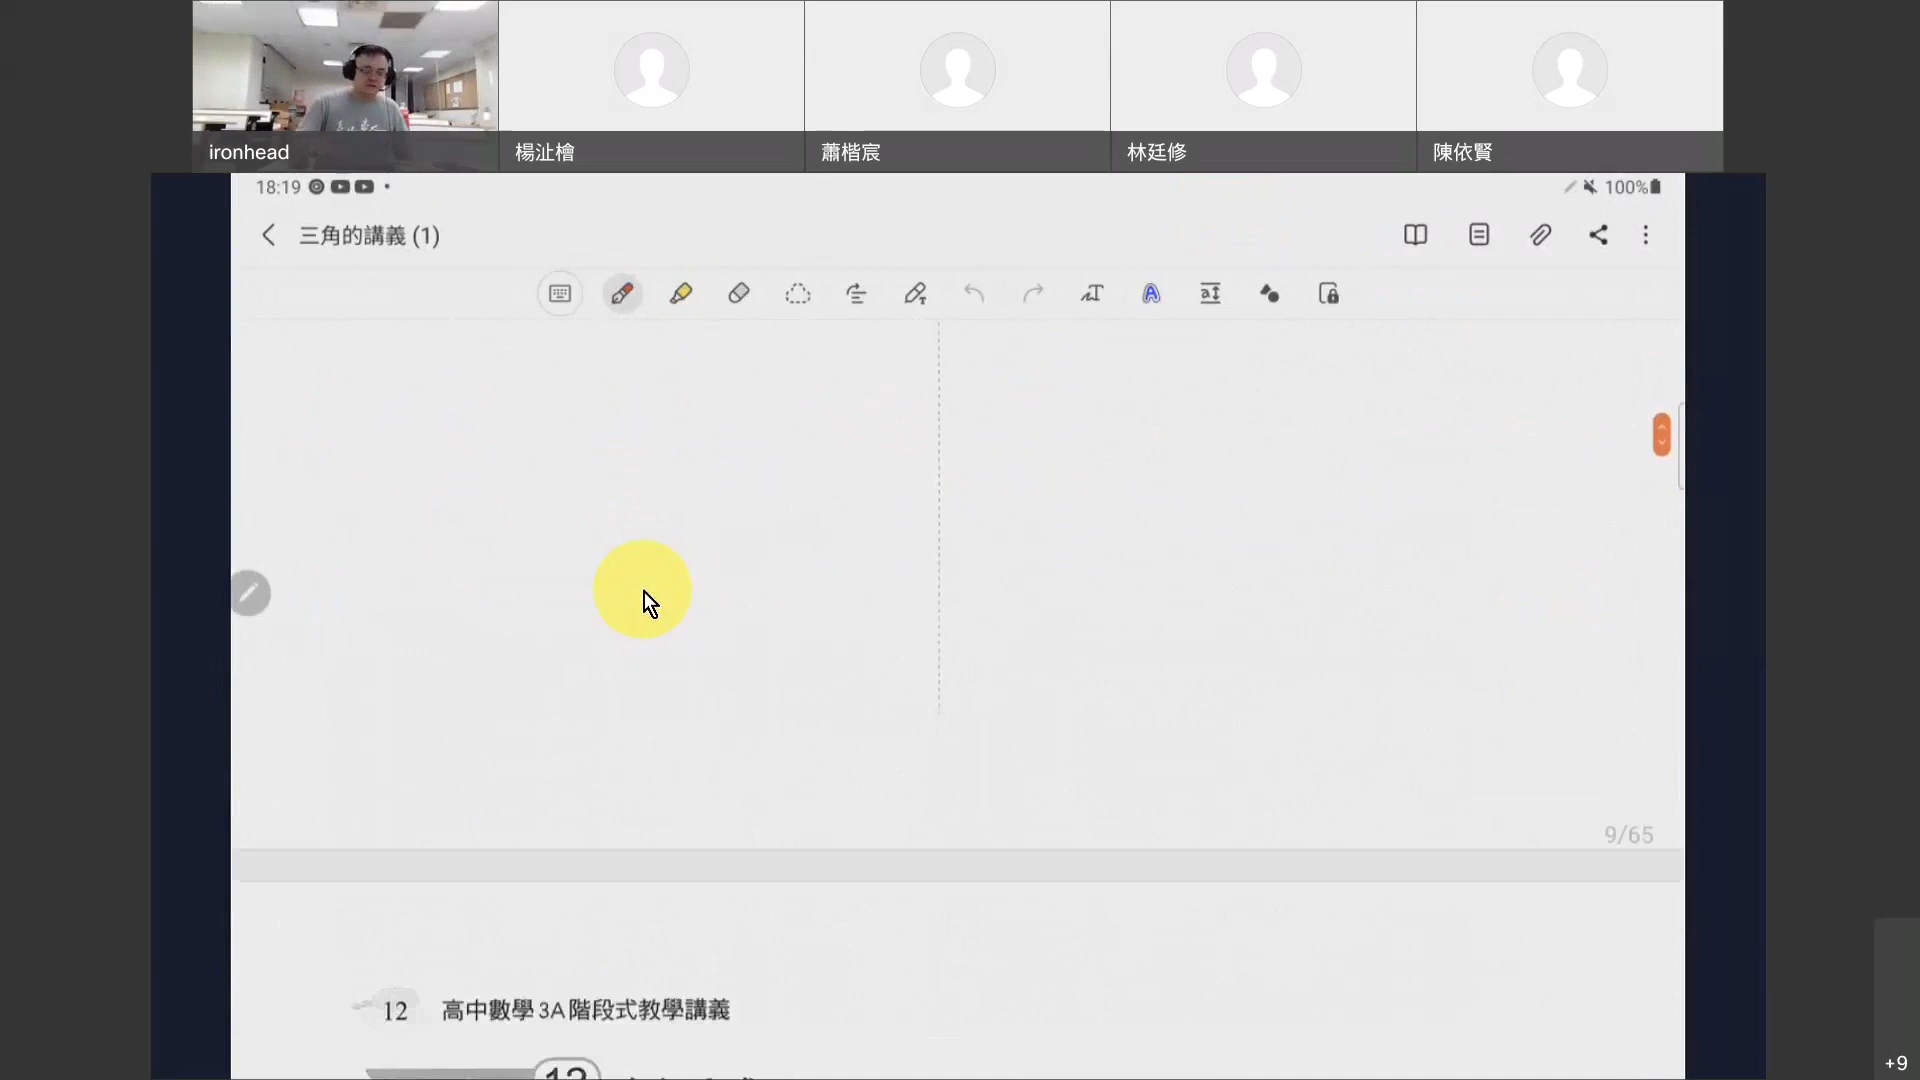 ironhead
楊沚檜
蕭楷宸
林廷修
陳依賢
18:19
100%
三角的講義 (1)
9/65
12 高中數學 3A 階段式教學講義
+9